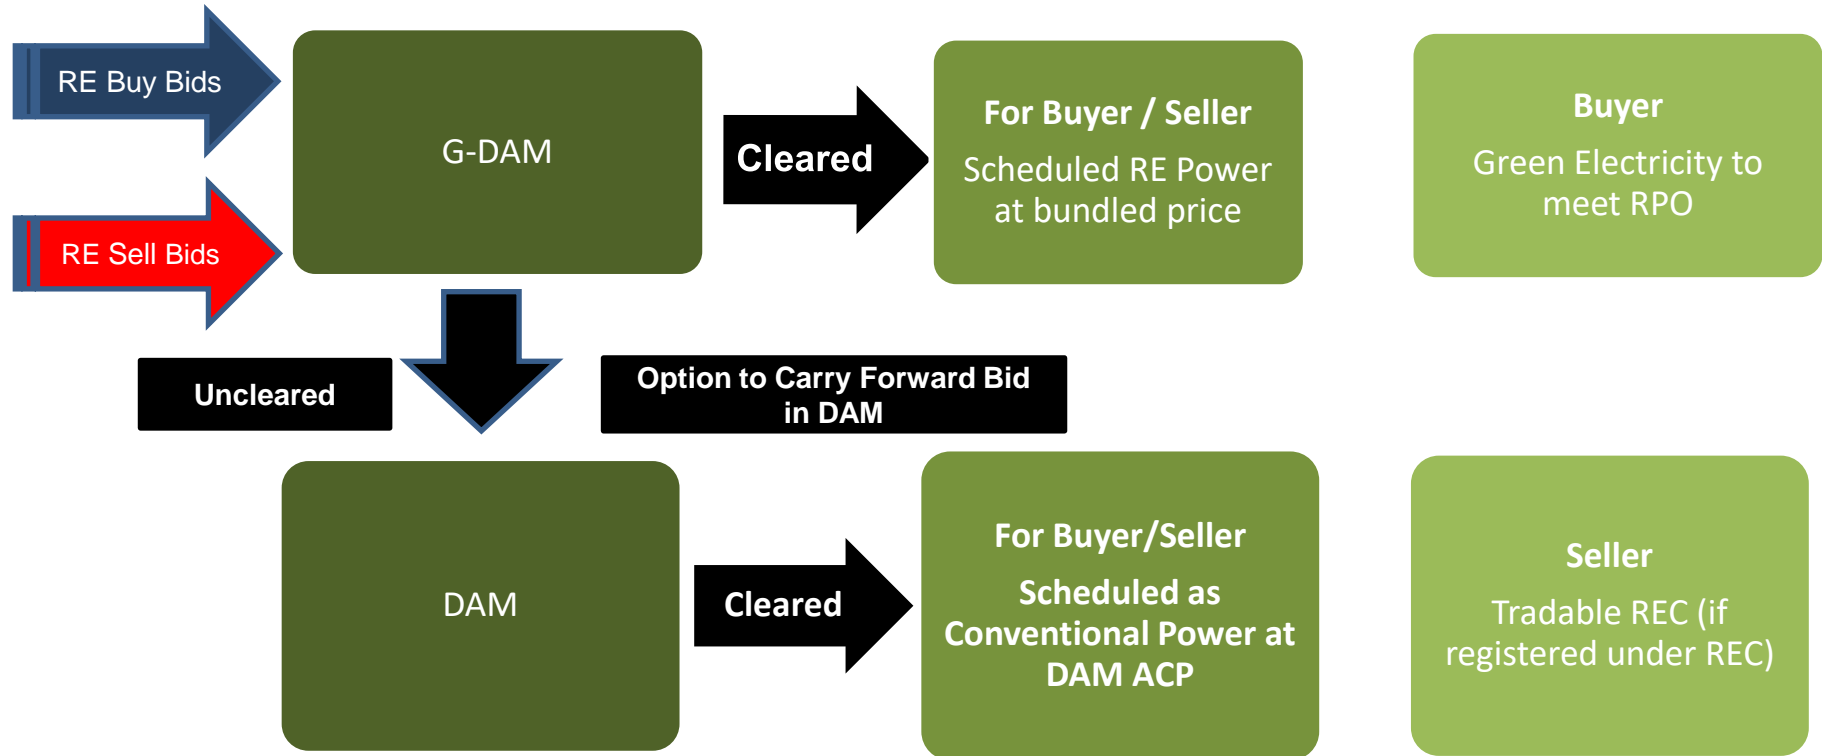 RE Buy Bids
G-DAM
Cleared
For Buyer / Seller
Scheduled RE Power
at bundled price
Buyer
Green Electricity to
meet RPO
RE Sell Bids
Uncleared
Option to Carry Forward Bid
in DAM
DAM
Cleared
For Buyer/Seller
Scheduled as
Conventional Power at
DAM ACP
Seller
Tradable REC (if
registered under REC)